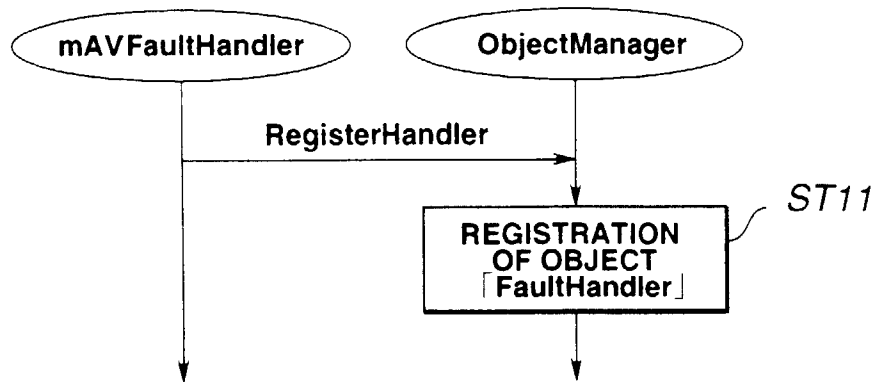 mAVFaultHandler
ObjectManager
RegisterHandler
ST11
REGISTRATION
OF OBJECT
「FaultHandler」